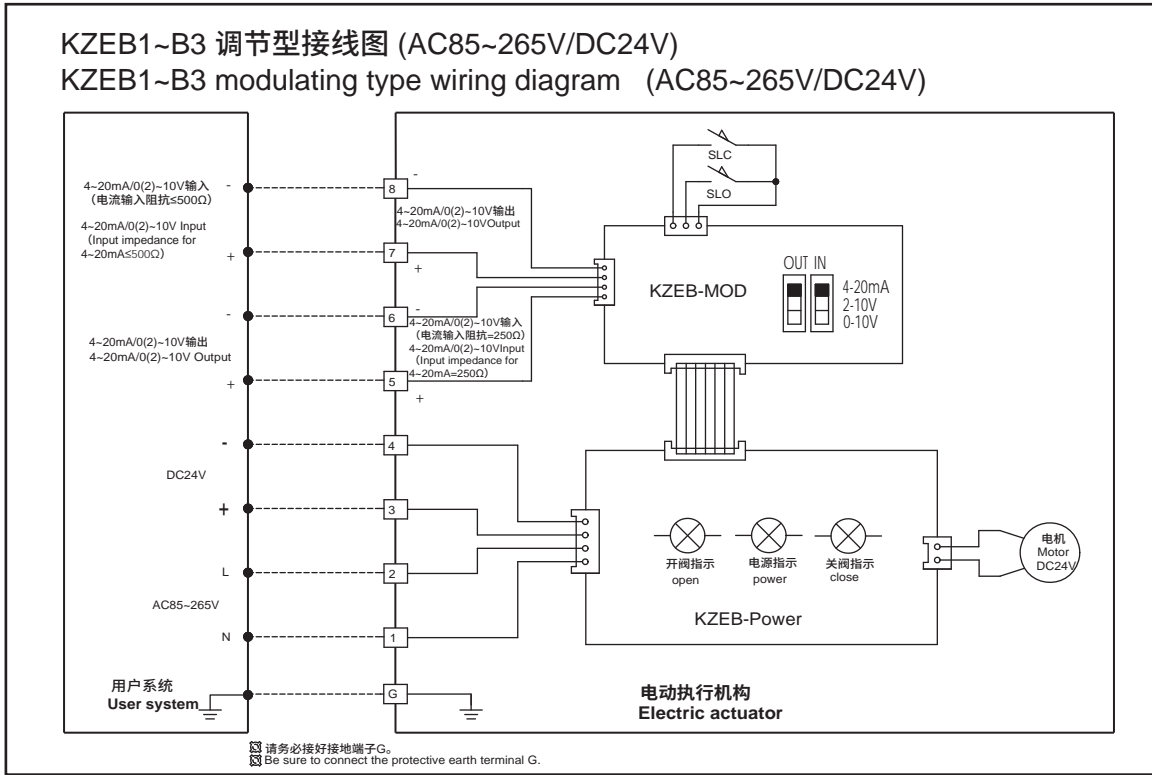 KZEB1~B3 调节型接线图 (AC85~265V/DC24V)
KZEB1~B3 modulating type wiring diagram (AC85~265V/DC24V)
4~20mA/0(2)~10V输入
（电流输入阻抗≤500Ω）
4~20mA/0(2)~10V Input
（Input impedance for
4~20mA≤500Ω）
-
+
-
4~20mA/0(2)~10V输出
4~20mA/0(2)~10V Output
+
-
DC24V
+
L
AC85~265V
N
用户系统
User system
8
-
4~20mA/0(2)~10V输出
4~20mA/0(2)~10VOutput
7
+
6
-
4~20mA/0(2)~10V输入
（电流输入阻抗=250Ω）
4~20mA/0(2)~10VInput
（Input impedance for
4~20mA=250Ω）
5
+
4
3
2
1
G
SLC
SLO
KZEB-MOD
OUT IN
4-20mA
2-10V
0-10V
开阀指示
open
电源指示
power
关阀指示
close
KZEB-Power
电机
Motor
DC24V
电动执行机构
Electric actuator
请务必接好接地端子G。
Be sure to connect the protective earth terminal G.